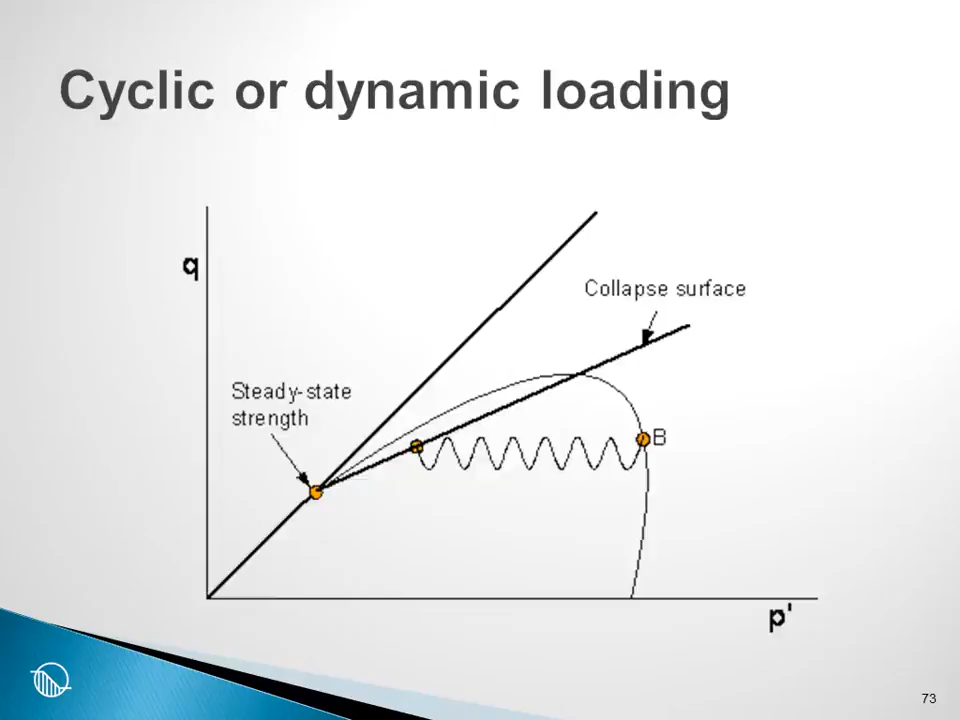 Cyclic or dynamic loading
q
Collapse surface
Steady-state
strength
B
p'
73